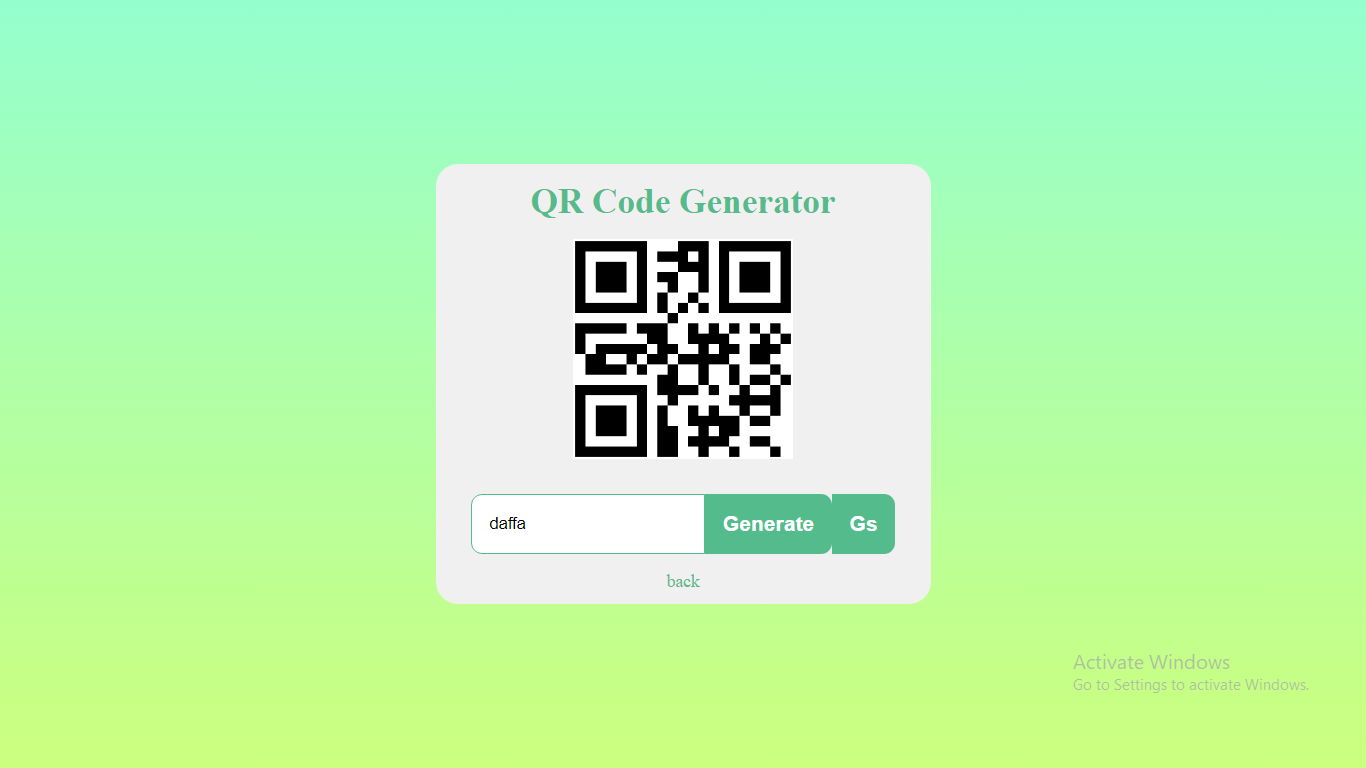 QR Code Generator
daffa
Generate
Gs
back
Activate Windows
Go to Settings to activate Windows.